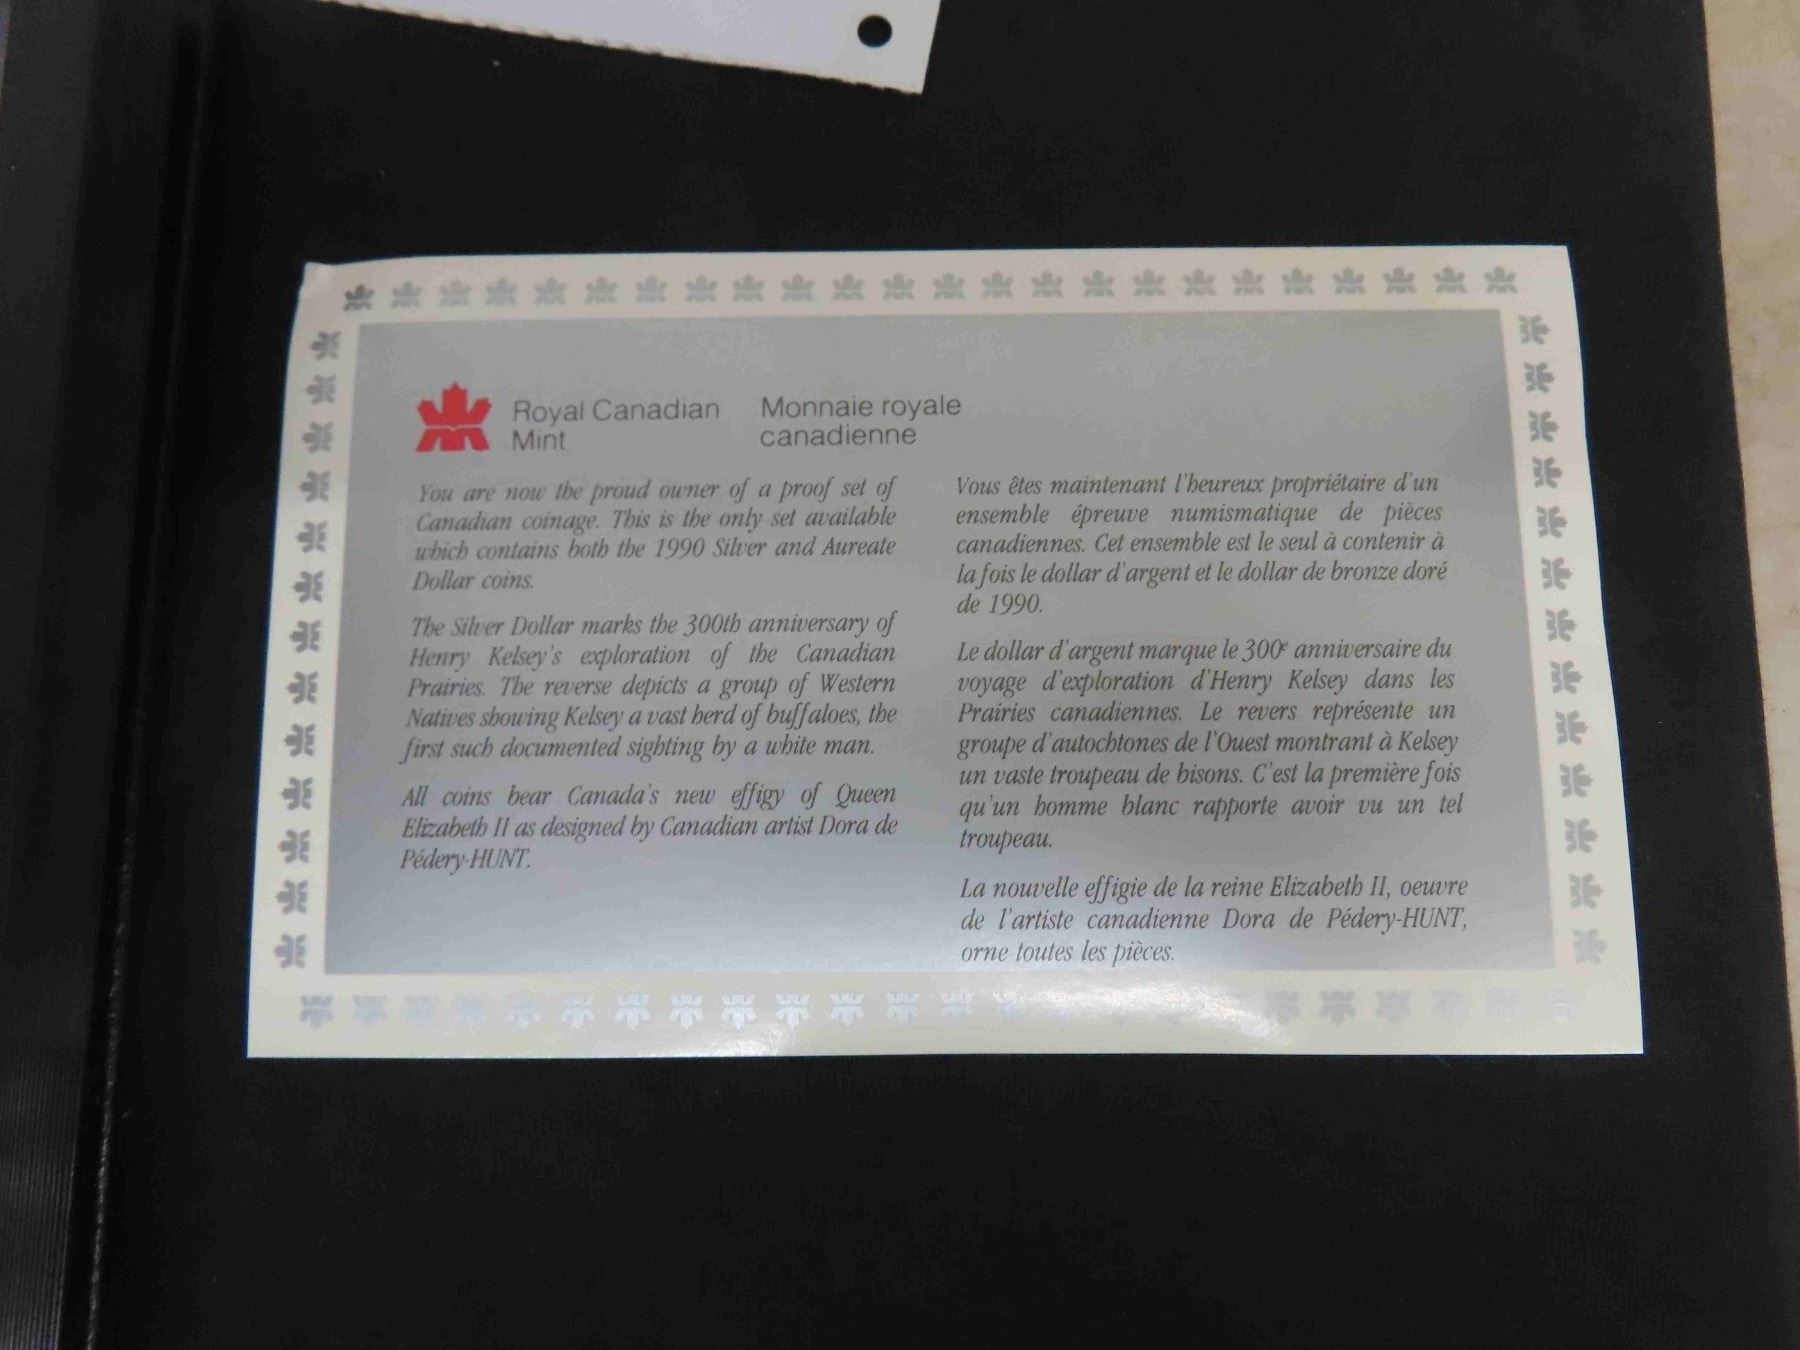 Royal Canadian
Mint
Monnaie royale
canadienne
You are now the proud owner of a proof set of
Canadian coinage. This is the only set available
which contains both the 1990 Silver and Aureate
Dollar coins.
The Silver Dollar marks the 300th anniversary of
Henry Kelsey's exploration of the Canadian
Prairies. The reverse depicts a group of Western
Natives showing Kelsey a vast herd of buffaloes, the
first such documented sighting by a white man.
All coins bear Canada's new effigy of Queen
Elizabeth II as designed by Canadian artist Dora de
Pédery-HUNT.
Vous êtes maintenant l'heureux propriétaire d'un
ensemble épreuve numismatique de pièces
canadiennes. Cet ensemble est le seul à contenir à
la fois le dollar d'argent et le dollar de bronze doré
de 1990.
Le dollar d'argent marque le 300e anniversaire du
voyage d'exploration d'Henry Kelsey dans les
Prairies canadiennes. Le revers représente un
groupe d'autochtones de l'Ouest montrant à Kelsey
un vaste troupeau de bisons. C'est la première fois
qu'un homme blanc rapporte avoir vu un tel
troupeau.
La nouvelle effigie de la reine Elizabeth II, oeuvre
de l'artiste canadienne Dora de Pédery-HUNT,
orne toutes les pièces.